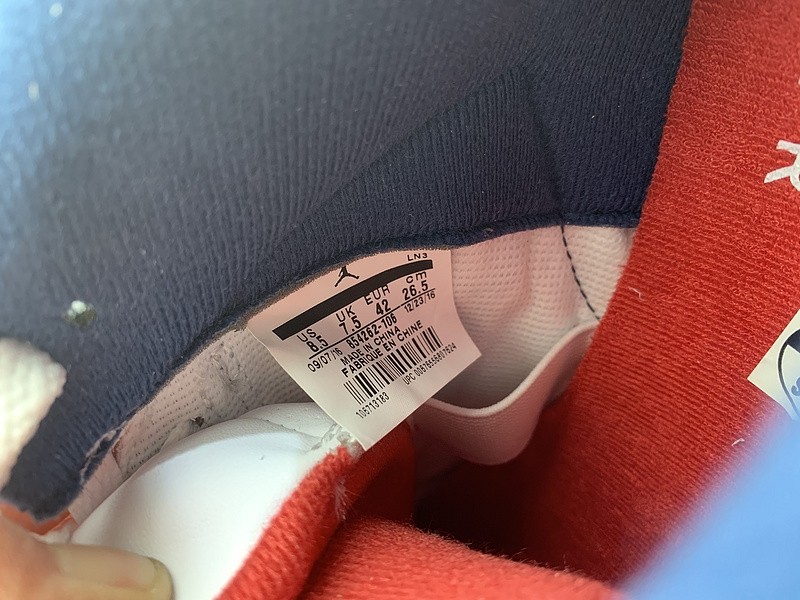 LN3
US UK EUR cm
8.5 7.5 42 26.5
09/07/16 854262-106 12/23/16
MADE IN CHINA
FABRIQUE EN CHINE
106713183